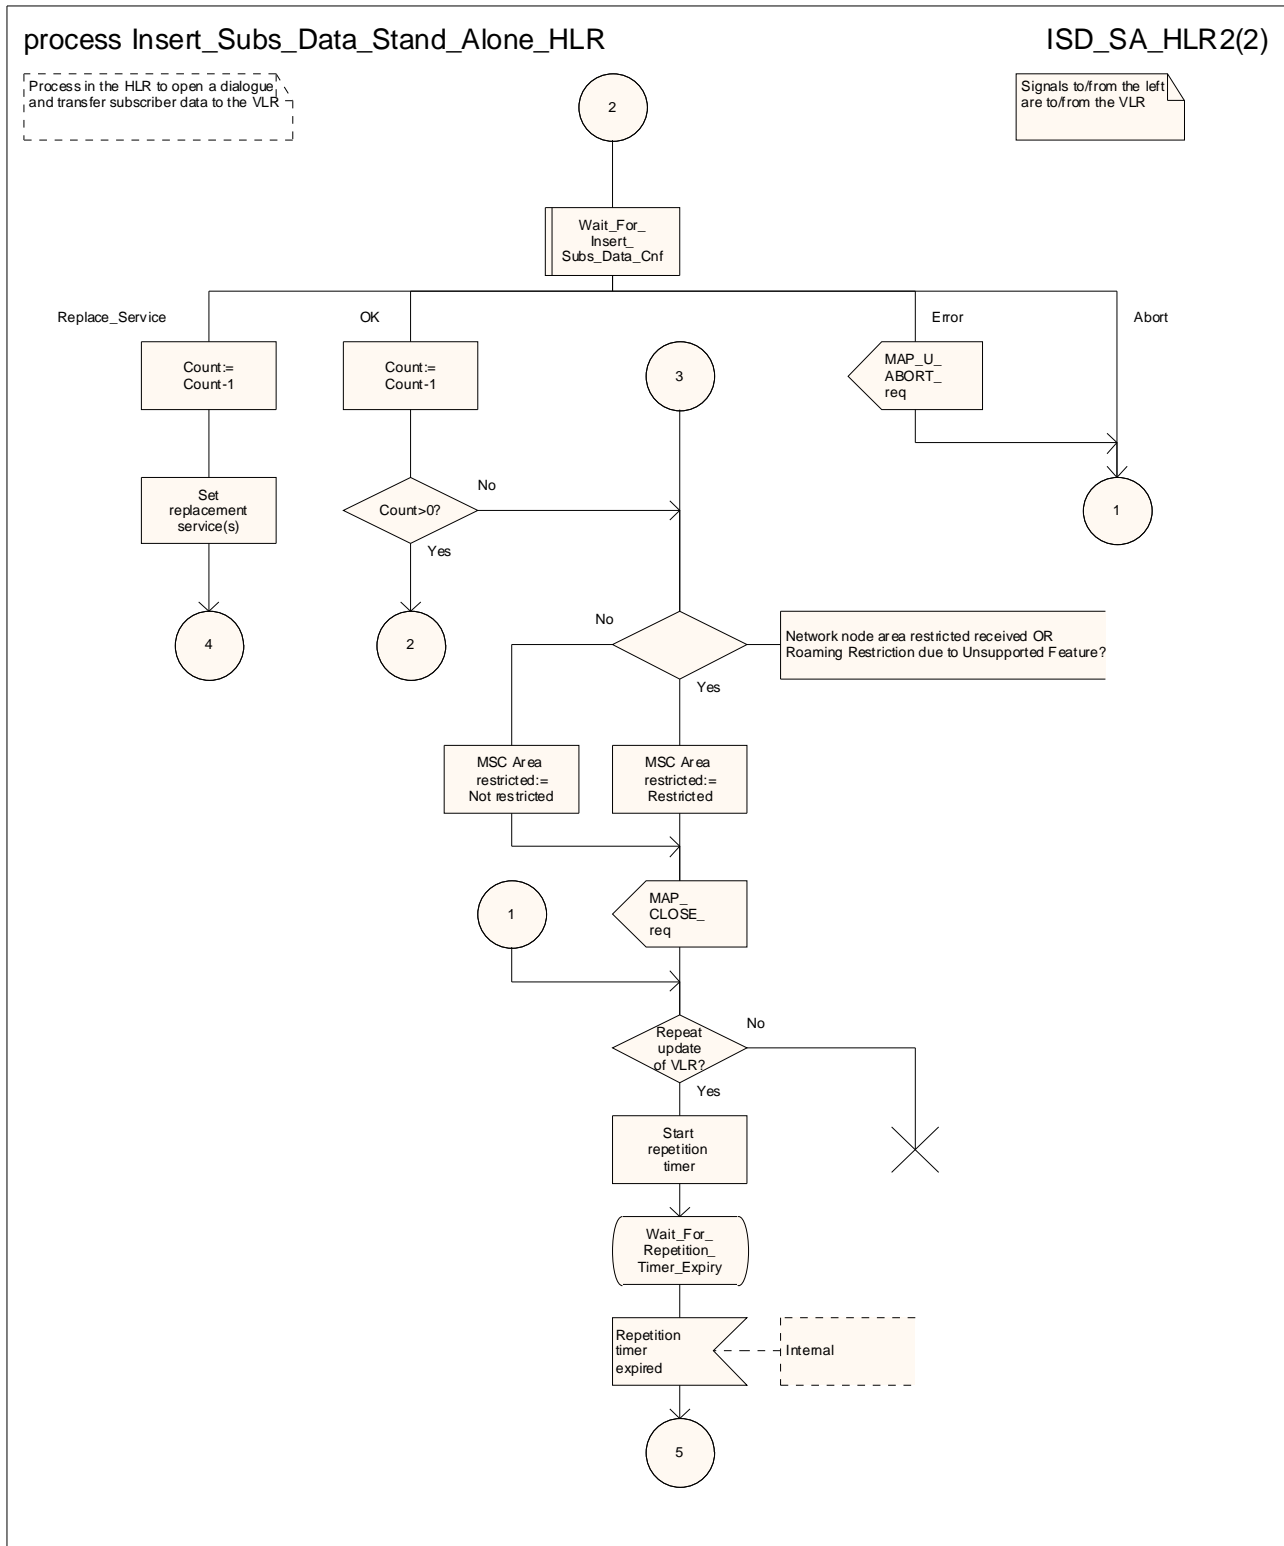 process Insert_Subs_Data_Stand_Alone_HLR
ISD_SA_HLR2(2)
Process in the HLR to open a dialogue
and transfer subscriber data to the VLR
2
Signals to/from the left
are to/from the VLR
Wait_For_
Insert_
Subs_Data_Cnf
Replace_Service
OK
Error
Abort
Count:=
Count-1
Count:=
Count-1
3
MAP_U_
ABORT_
req
Set
replacement
service(s)
Count>0?
No
Yes
1
4
2
No
Network node area restricted received OR
Roaming Restriction due to Unsupported Feature?
Yes
MSC Area
restricted:=
Not restricted
MSC Area
restricted:=
Restricted
1
MAP_
CLOSE_
req
Repeat
update
of VLR?
No
Yes
Start
repetition
timer
Wait_For_
Repetition_
Timer_Expiry
Repetition
timer
expired
Internal
5